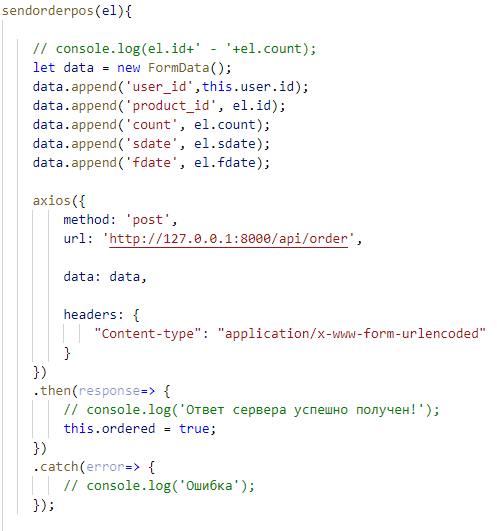 sendorderpos(el){
// console.log(el.id+' - '+el.count);
let data = new FormData();
data.append('user_id',this.user.id);
data.append('product_id', el.id);
data.append('count', el.count);
data.append('sdate', el.sdate);
data.append('fdate', el.fdate);
axios({
method: 'post',
url: 'http://127.0.0.1:8000/api/order',
data: data,
headers: {
"Content-type": "application/x-www-form-urlencoded"
}
})
.then(response=> {
// console.log('Ответ сервера успешно получен!');
this.ordered = true;
})
.catch(error=> {
// console.log('Ошибка');
});